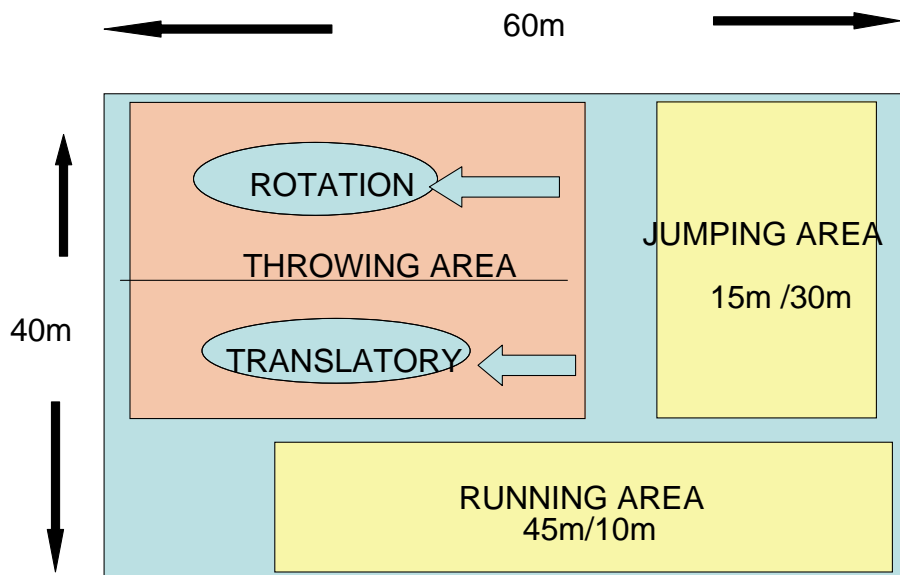 60m
ROTATION
JUMPING AREA
THROWING AREA
15m /30m
40m
TRANSLATORY
RUNNING AREA
45m/10m